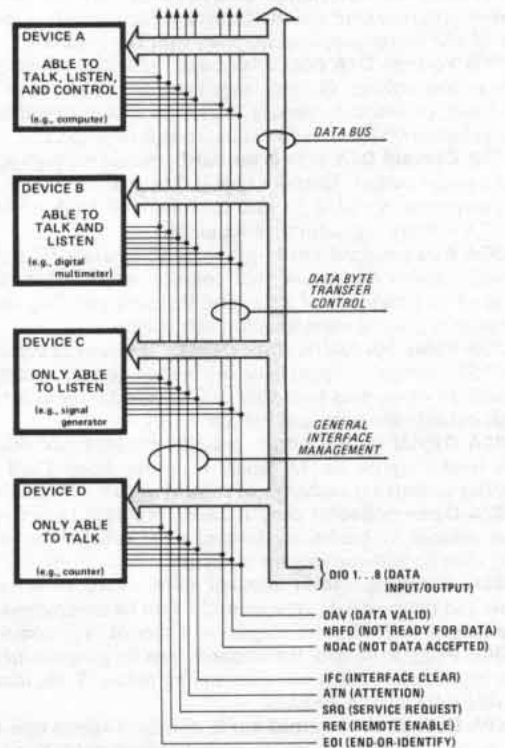 DEVICE A
ABLE TO
TALK, LISTEN,
AND
CONTROL
(e.g., computer)
DATA BUS
DEVICE B
ABLE TO
TALK AND
LISTEN
(e.g., digital
multimeter)
DATA BYTE
TRANSFER
CONTROL
DEVICE C
ONLY ABLE
TO LISTEN
(e.g., signal
generator)
GENERAL
INTERFACE
MANAGEMENT
DEVICE D
ONLY ABLE
TO TALK
(e.g., counter)
DIO 1...8 (DATA
INPUT/OUTPUT)
DAV (DATA VALID)
NRFD (NOT READY FOR DATA)
NDAC (NOT DATA ACCEPTED)
IFC (INTERFACE CLEAR)
ATN (ATTENTION)
SRQ (SERVICE REQUEST)
REN (REMOTE ENABLE)
EOI (END-OR-IDENTIFY)